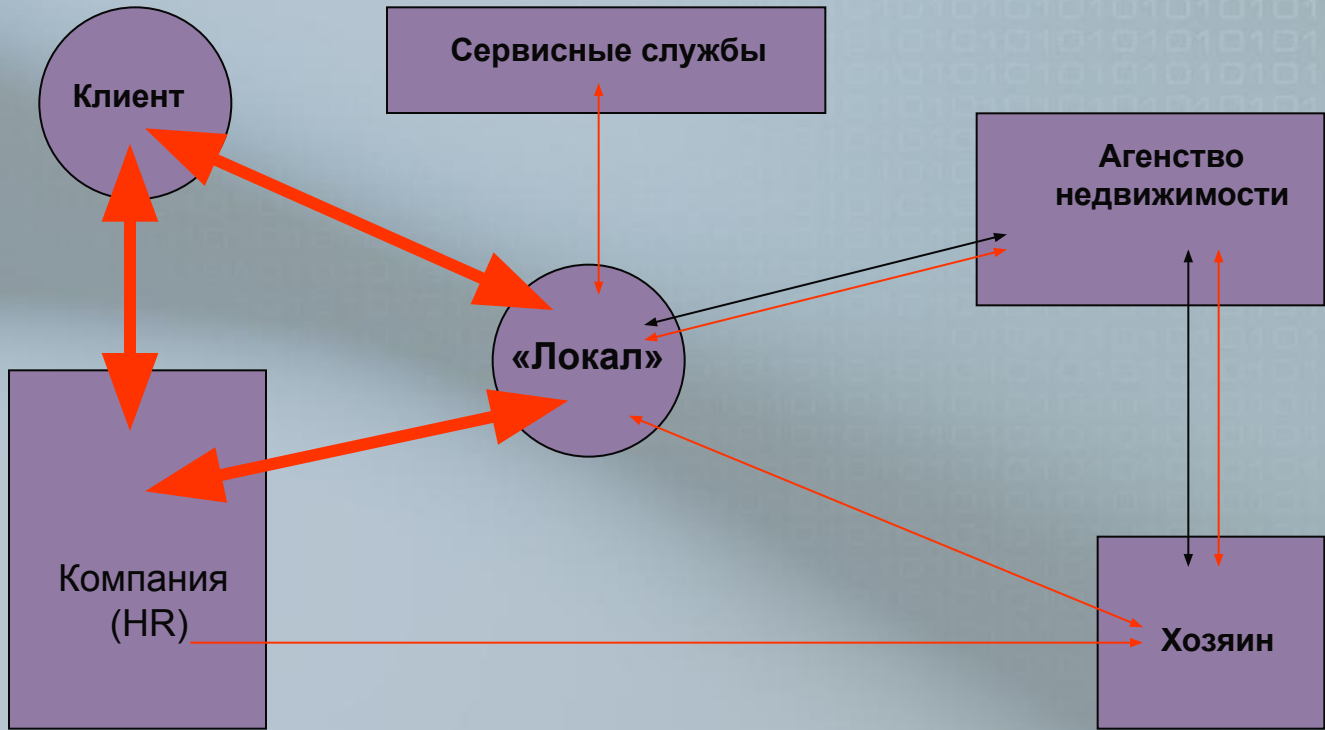 Сервисные службы
Клиент
Агенство
недвижимости
«Локал»
Компания
(HR)
Хозяин